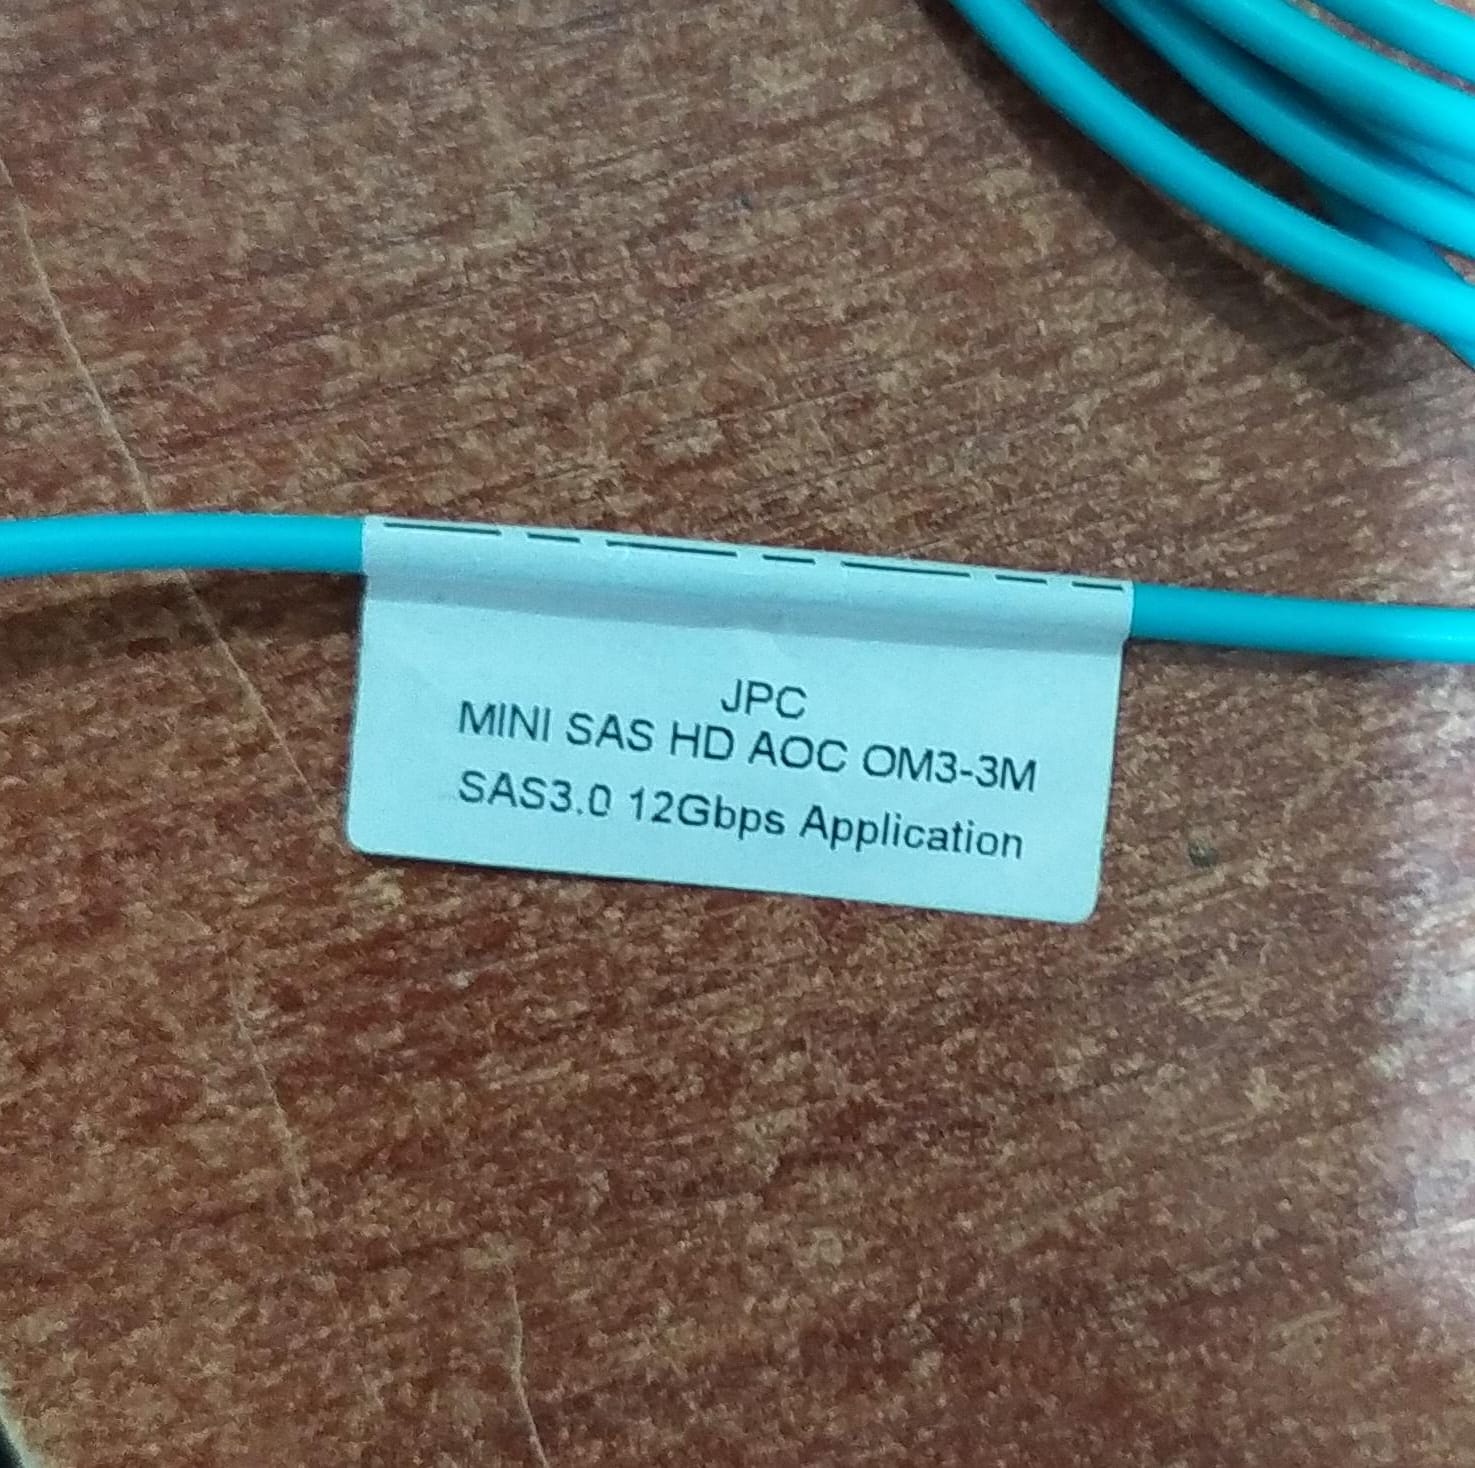 JPC
MINI SAS HD AOC OM3-3M
SAS3.0 12Gbps Application